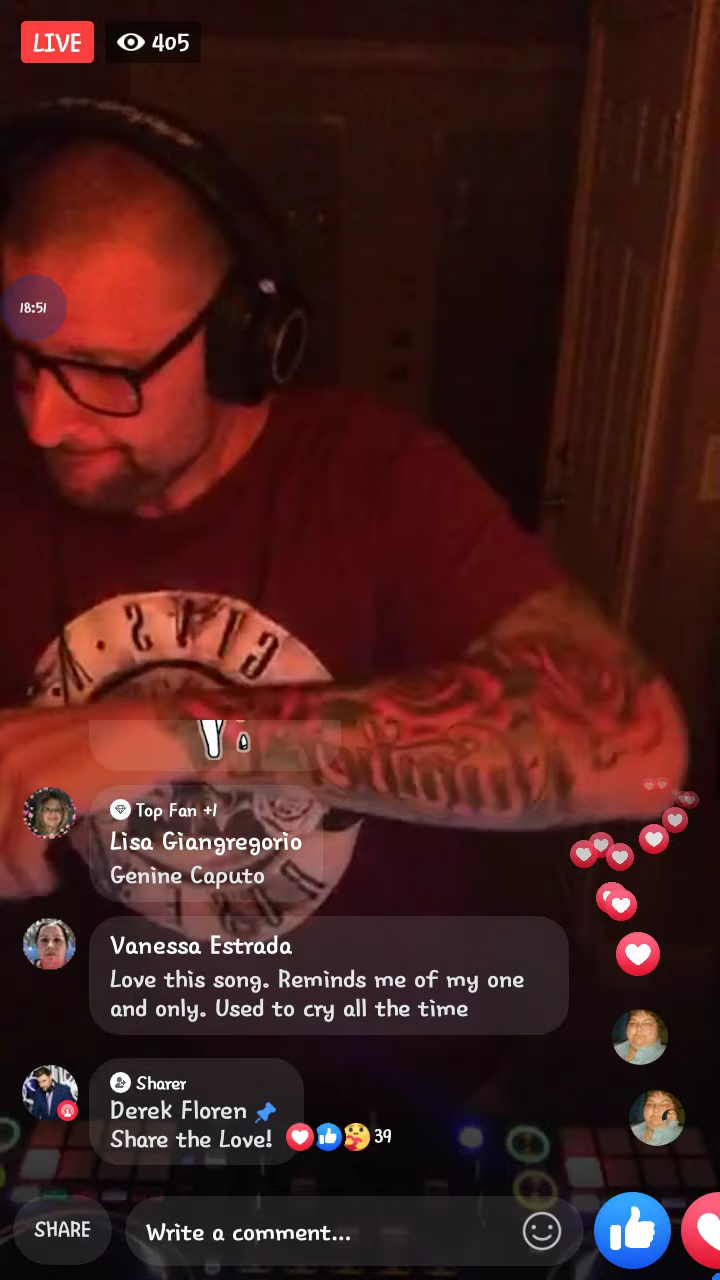 LIVE
405
18:51
Top Fan +1
Lisa Giangregorio
Genine Caputo
Vanessa Estrada
Love this song. Reminds me of my one
and only. Used to cry all the time
Sharer
Derek Floren
Share the Love!
39
SHARE
Write a comment...